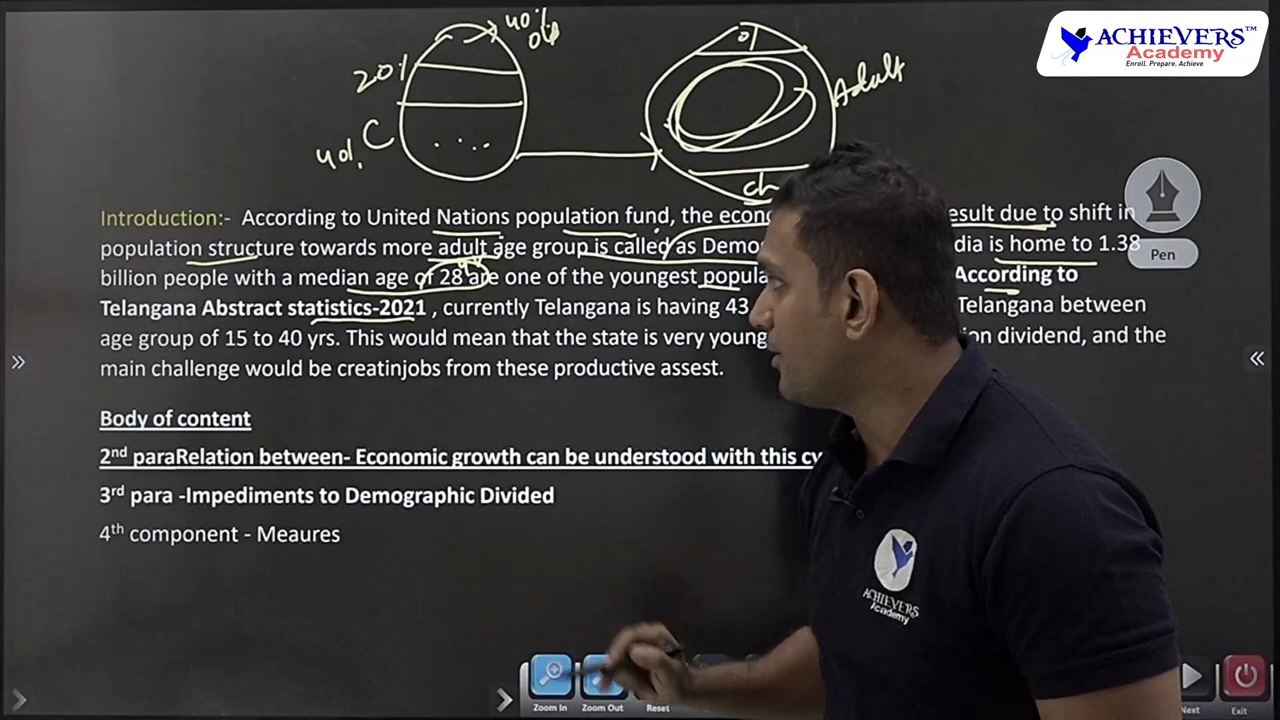 40%
old
20%
40%
C
ol
Adult
ch
ACHIEVERS™
Academy
Enroll. Prepare. Achieve
Introduction:- According to United Nations population fund, the econ esult due to shift in
population structure towards more adult age group is called as Demo dia is home to 1.38
billion people with a median age of 28 are one of the youngest popula According to
Telangana Abstract statistics-2021 , currently Telangana is having 43 Telangana between
age group of 15 to 40 yrs. This would mean that the state is very young on dividend, and the
main challenge would be creatinjobs from these productive assest.
Pen
Body of content
2nd paraRelation between- Economic growth can be understood with this cy
3rd para -Impediments to Demographic Divided
4th component - Meaures
ACHIEVERS
Academy
Zoom In
Zoom Out
Reset
Next
Exit